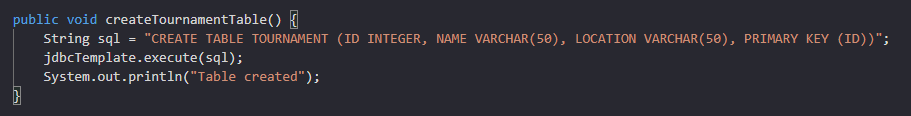 public void createTournamentTable() {
    String sql = "CREATE TABLE TOURNAMENT (ID INTEGER, NAME VARCHAR(50), LOCATION VARCHAR(50), PRIMARY KEY (ID))";
    jdbcTemplate.execute(sql);
    System.out.println("Table created");
}